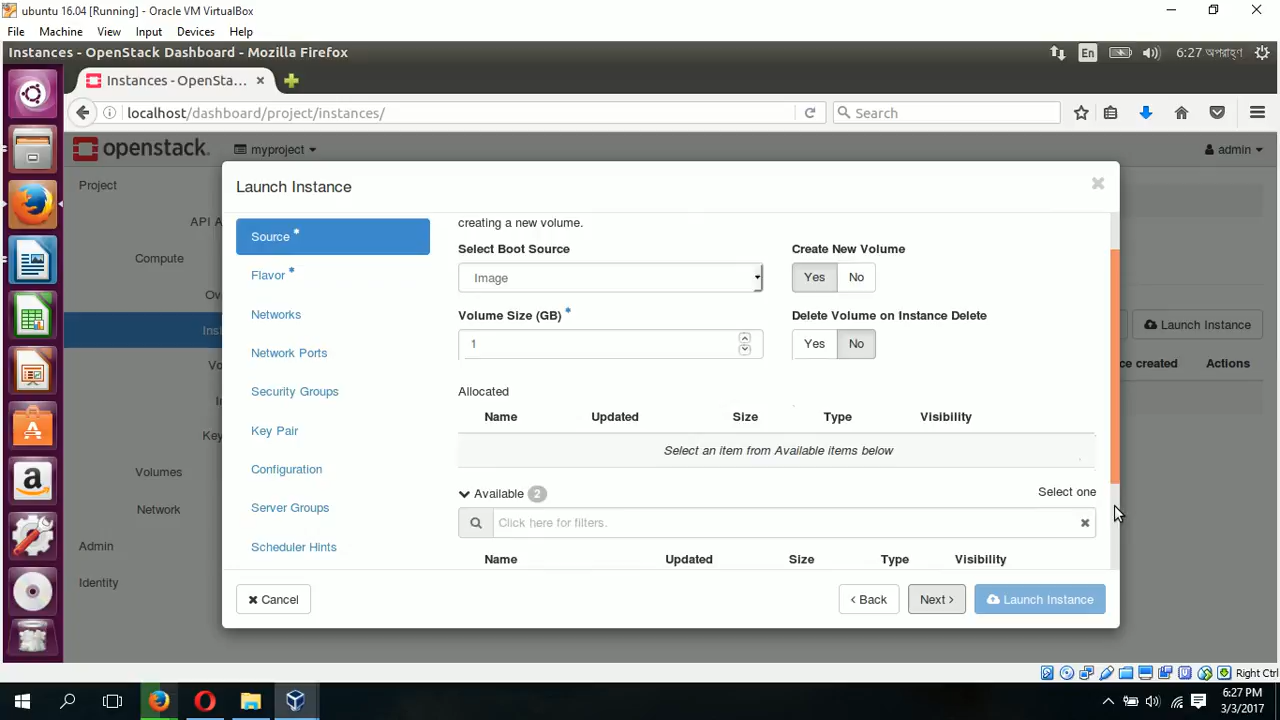 ubuntu 16.04 [Running] - Oracle VM VirtualBox
File Machine View Input Devices Help
Instances - OpenStack Dashboard - Mozilla Firefox
En
6:27 অপরাহ্ণ
Instances - OpenSta...
localhost/dashboard/project/instances/
Search
openstack.
myproject
admin
Project
API A
Compute
Ov
Ins
Vo
I
Key
Volumes
Network
Admin
Identity
Launch Instance
ce created
Actions
Launch Instance
Source *
Flavor *
Networks
Network Ports
Security Groups
Key Pair
Configuration
Server Groups
Scheduler Hints
creating a new volume.
Select Boot Source
Create New Volume
Image
Yes No
Volume Size (GB) *
Delete Volume on Instance Delete
1
Yes No
Allocated
Name Updated Size Type Visibility
Select an item from Available items below
Available 2
Select one
Click here for filters.
Name Updated Size Type Visibility
Cancel
< Back
Next >
Launch Instance
Right Ctrl
6:27 PM
3/3/2017